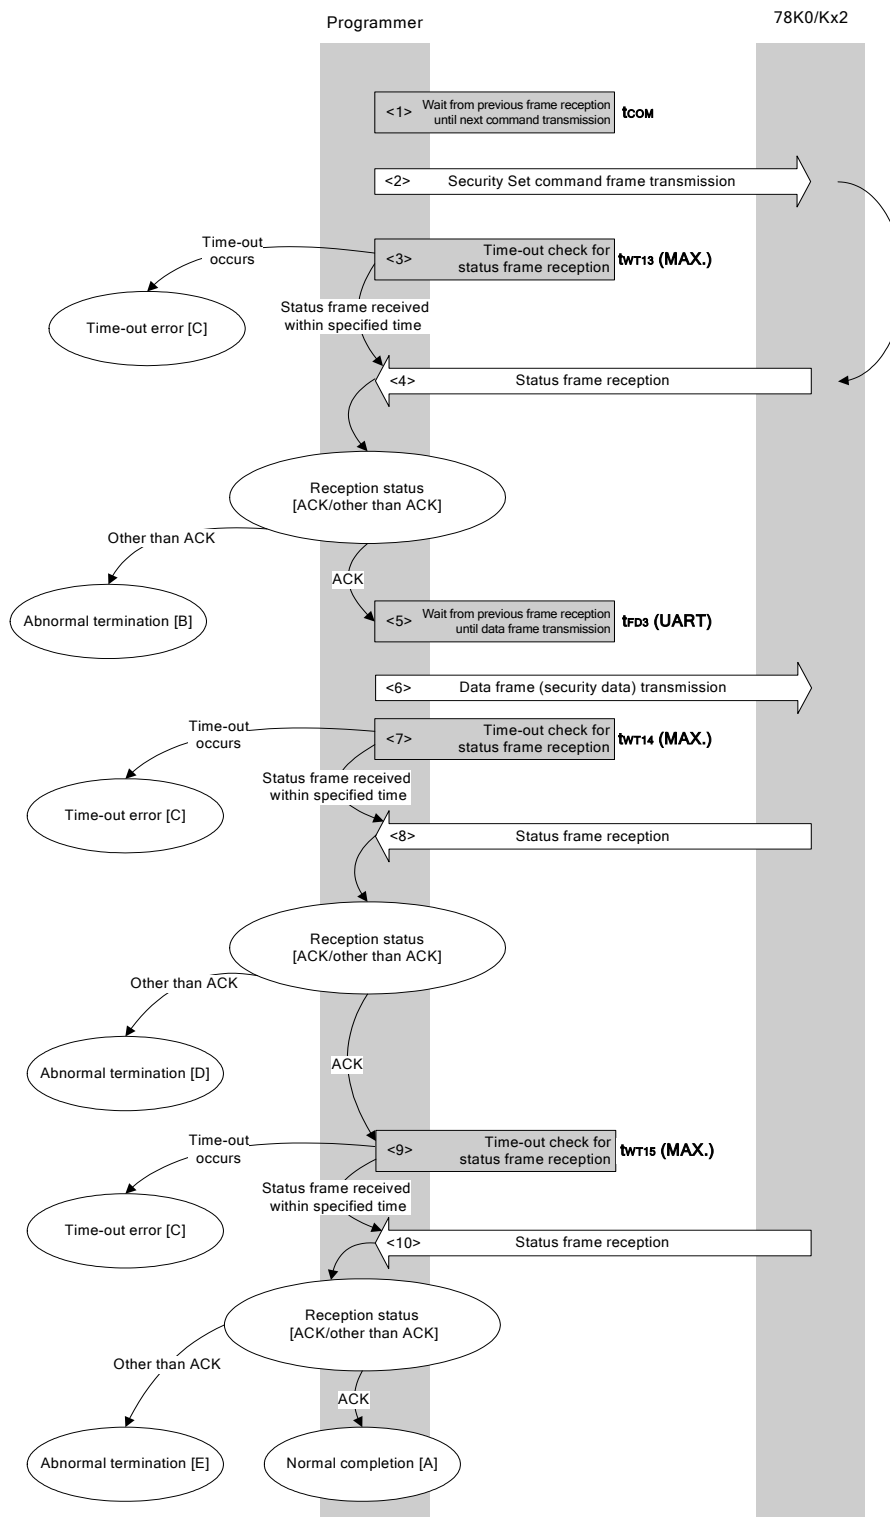 Programmer
78K0/Kx2
<1> Wait from previous frame reception
until next command transmission
tCOM
<2> Security Set command frame transmission
Time-out
occurs
<3> Time-out check for
status frame reception
tWT13 (MAX.)
Time-out error [C]
Status frame received
within specified time
<4> Status frame reception
Reception status
[ACK/other than ACK]
Other than ACK
ACK
Abnormal termination [B]
<5> Wait from previous frame reception
until data frame transmission
tFD3 (UART)
<6> Data frame (security data) transmission
Time-out
occurs
<7> Time-out check for
status frame reception
tWT14 (MAX.)
Status frame received
within specified time
Time-out error [C]
<8> Status frame reception
Reception status
[ACK/other than ACK]
Other than ACK
Abnormal termination [D]
ACK
Time-out
occurs
<9> Time-out check for
status frame reception
tWT15 (MAX.)
Status frame received
within specified time
Time-out error [C]
<10> Status frame reception
Reception status
[ACK/other than ACK]
Other than ACK
ACK
Abnormal termination [E]
Normal completion [A]